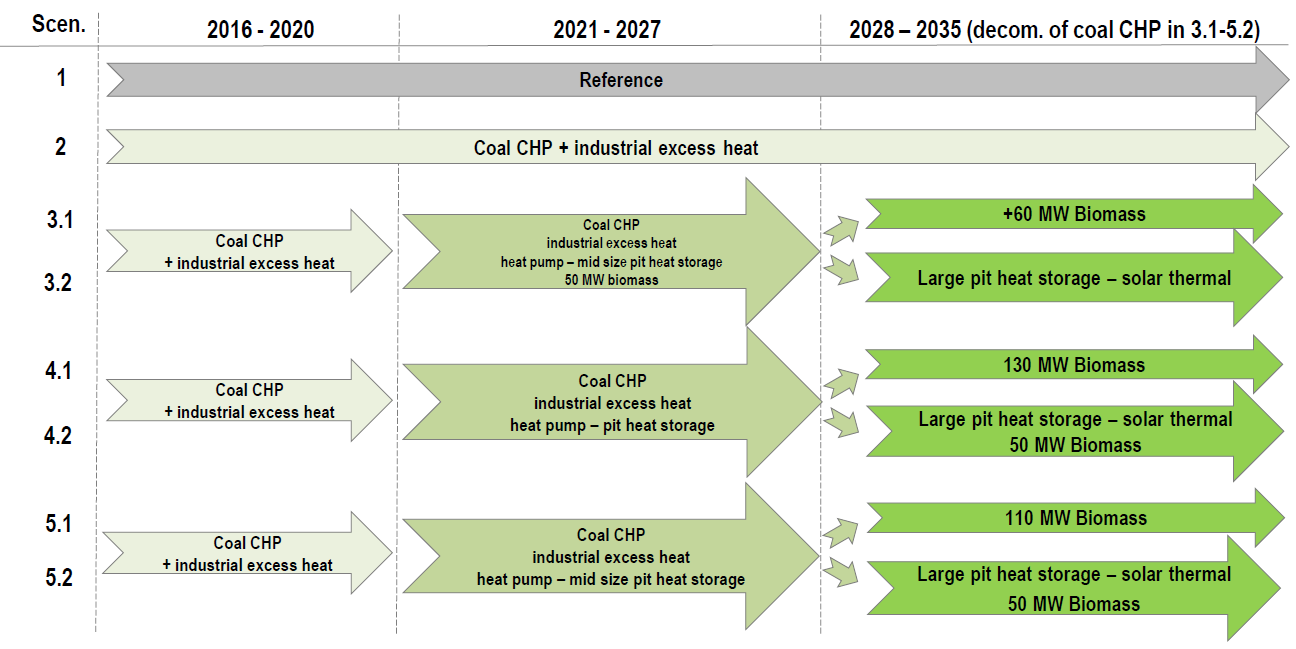 Scen.
2016 - 2020
2021 - 2027
2028 – 2035 (decom. of coal CHP in 3.1-5.2)
1
Reference
2
Coal CHP + industrial excess heat
3.1
3.2
Coal CHP
+ industrial excess heat
Coal CHP
industrial excess heat
heat pump – mid size pit heat storage
50 MW biomass
+60 MW Biomass
Large pit heat storage – solar thermal
4.1
4.2
Coal CHP
+ industrial excess heat
Coal CHP
industrial excess heat
heat pump – pit heat storage
130 MW Biomass
Large pit heat storage – solar thermal
50 MW Biomass
5.1
5.2
Coal CHP
+ industrial excess heat
Coal CHP
industrial excess heat
heat pump – mid size pit heat storage
110 MW Biomass
Large pit heat storage – solar thermal
50 MW Biomass